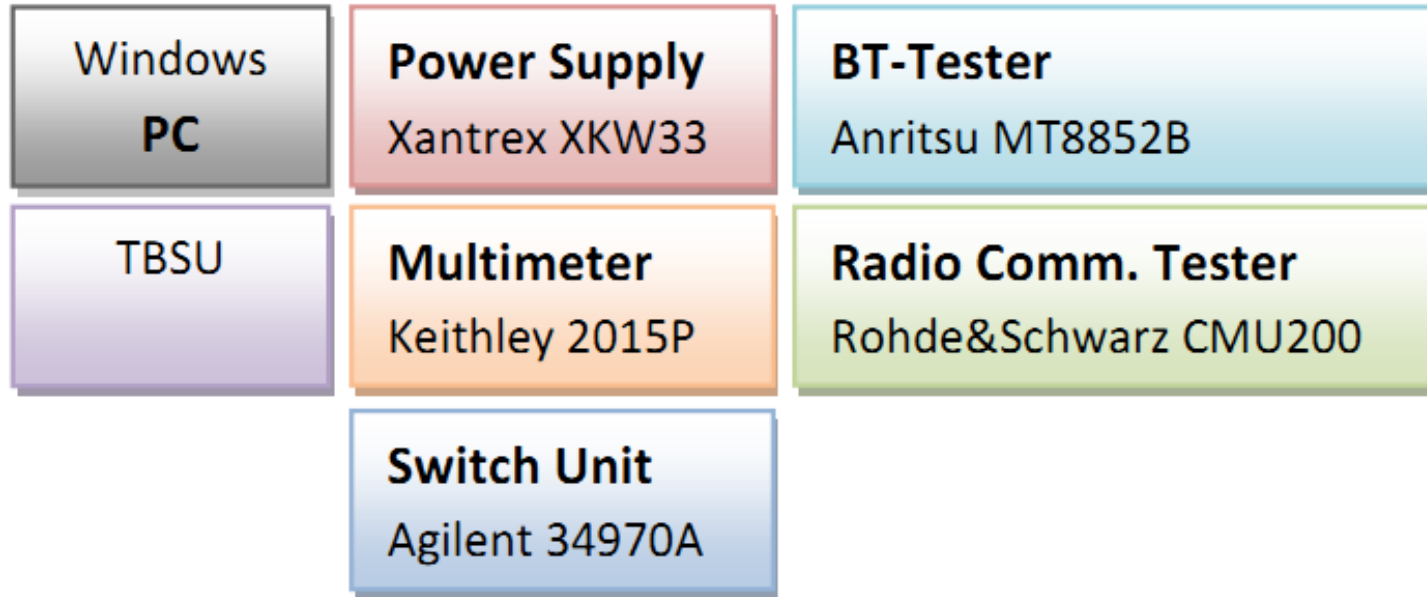 Windows
PC
Power Supply
Xantrex XKW33
BT-Tester
Anritsu MT8852B
TBSU
Multimeter
Keithley 2015P
Radio Comm. Tester
Rohde&Schwarz CMU200
Switch Unit
Agilent 34970A